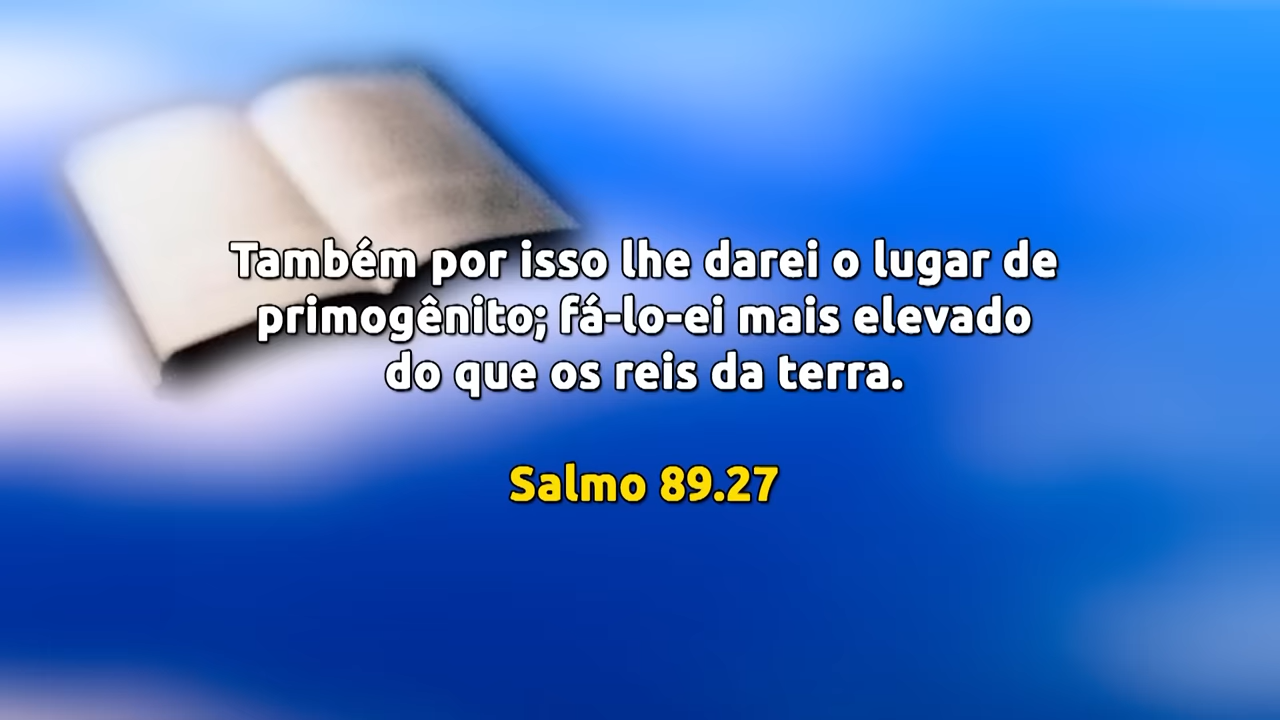 Também por isso lhe darei o lugar de
primogênito; fá-lo-ei mais elevado
do que os reis da terra.
Salmo 89.27